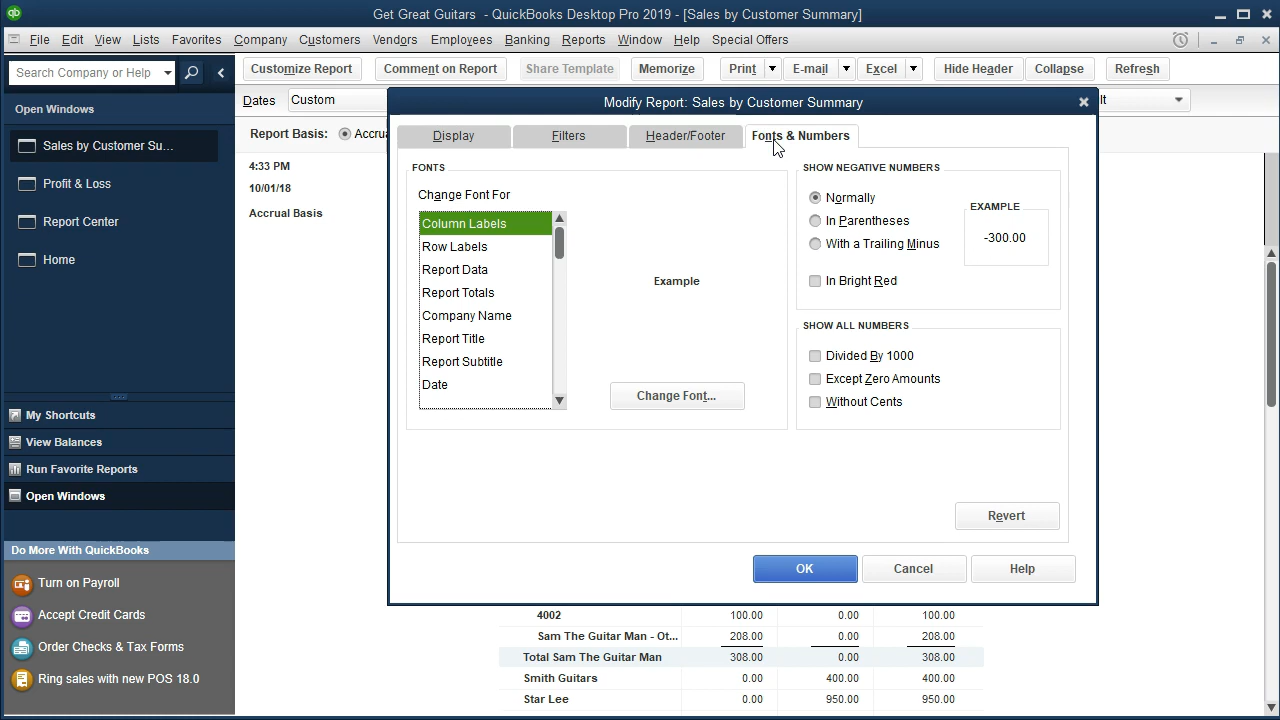 Get Great Guitars - QuickBooks Desktop Pro 2019 - [Sales by Customer Summary]
File Edit View Lists Favorites Company Customers Vendors Employees Banking Reports Window Help Special Offers
Search Company or Help
Customize Report Comment on Report Share Template Memorize Print E-mail Excel Hide Header Collapse Refresh
Open Windows
Dates Custom
Modify Report: Sales by Customer Summary
Report Basis: Accrua
Display Filters Header/Footer Fonts & Numbers
Sales by Customer Su...
Profit & Loss
Report Center
Home
4:33 PM
10/01/18
Accrual Basis
FONTS
Change Font For
Column Labels
Row Labels
Report Data
Report Totals
Company Name
Report Title
Report Subtitle
Date
Example
Change Font...
SHOW NEGATIVE NUMBERS
Normally
In Parentheses
With a Trailing Minus
In Bright Red
EXAMPLE
-300.00
SHOW ALL NUMBERS
Divided By 1000
Except Zero Amounts
Without Cents
Revert
OK Cancel Help
My Shortcuts
View Balances
Run Favorite Reports
Open Windows
Do More With QuickBooks
Turn on Payroll
Accept Credit Cards
Order Checks & Tax Forms
Ring sales with new POS 18.0
4002 100.00 0.00 100.00
Sam The Guitar Man - Ot... 208.00 0.00 208.00
Total Sam The Guitar Man 308.00 0.00 308.00
Smith Guitars 0.00 400.00 400.00
Star Lee 0.00 950.00 950.00